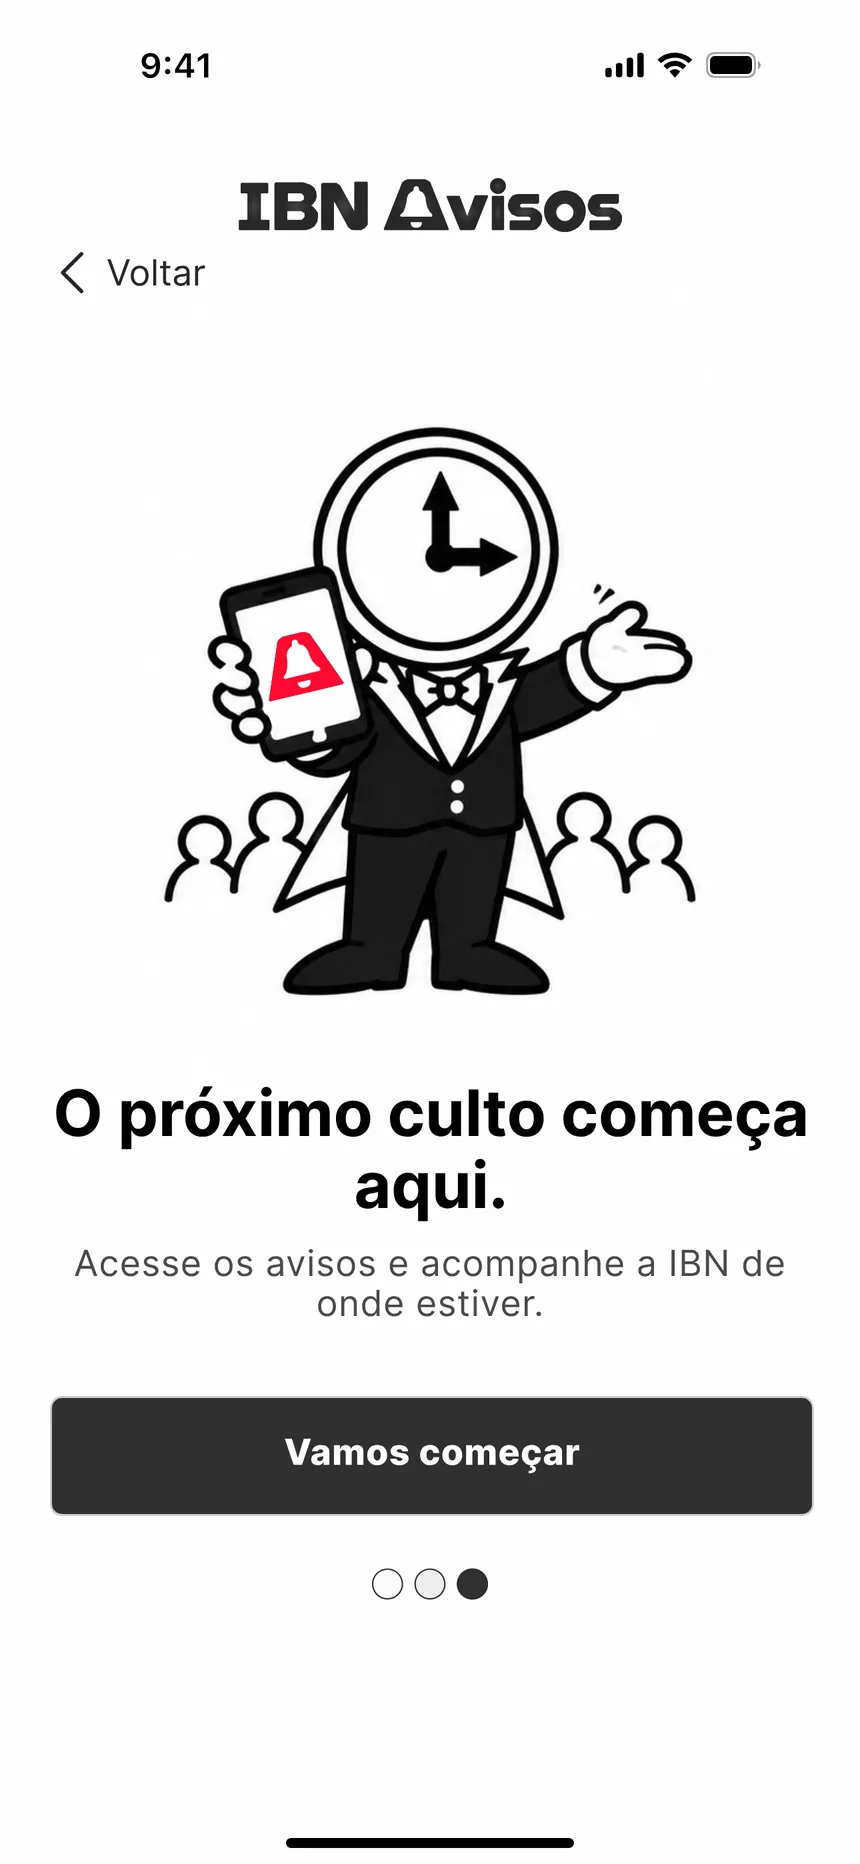 9:41
IBN Avisos
Voltar
O próximo culto começa
aqui.
Acesse os avisos e acompanhe a IBN de
onde estiver.
Vamos começar